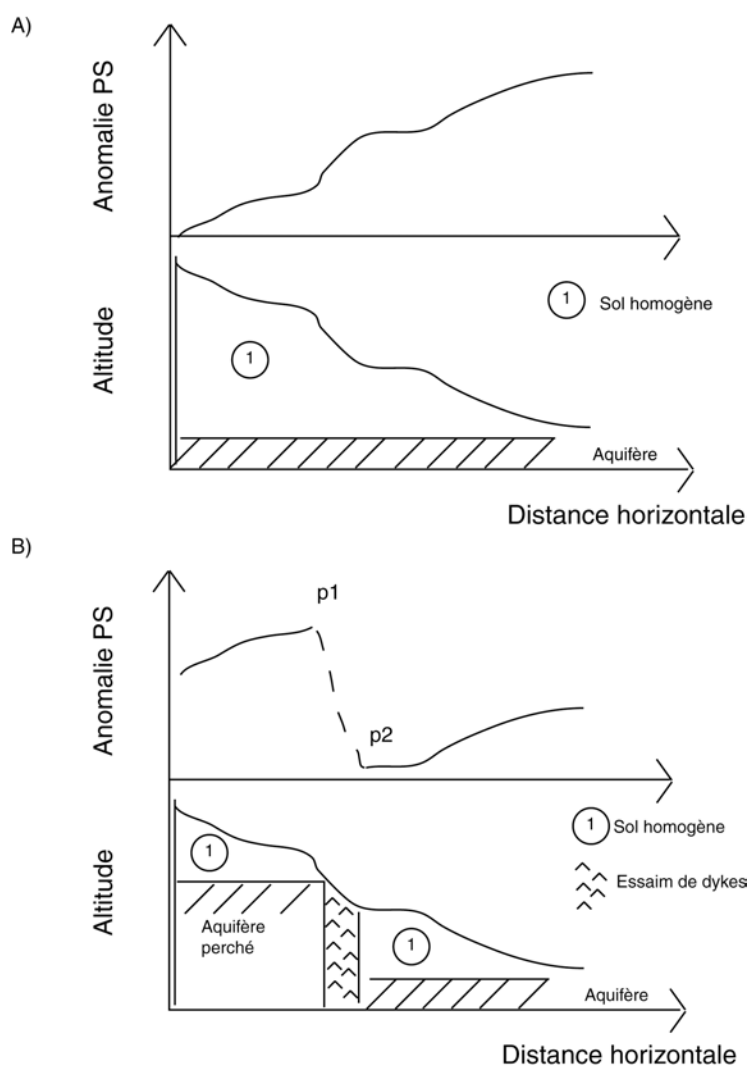 A)
Anomalie PS
1
Sol homogène
Altitude
1
Aquifère
Distance horizontale
B)
Anomalie PS
p1
p2
1
Sol homogène
Essaim de dykes
Altitude
1
Aquifère
perché
1
Aquifère
Distance horizontale